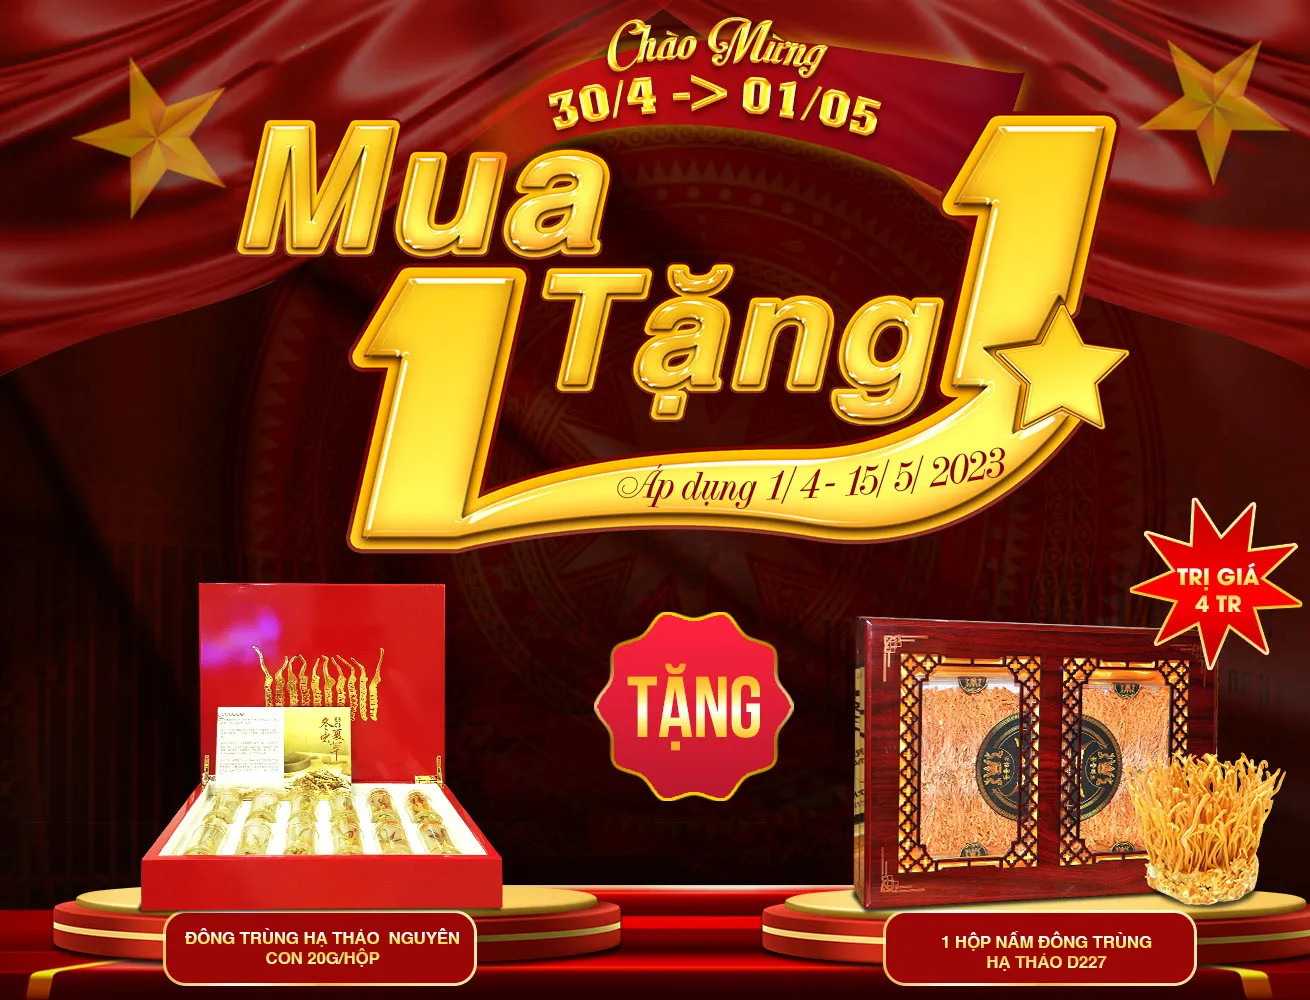 Chào Mừng
30/4 -> 01/05
Mua
1 Tặng 1
Áp dụng 1/4 - 15/5/2023
TRỊ GIÁ
4 TR
TẶNG
ĐÔNG TRÙNG HẠ THẢO NGUYÊN
CON 20G/HỘP
1 HỘP NẤM ĐÔNG TRÙNG
HẠ THẢO D227